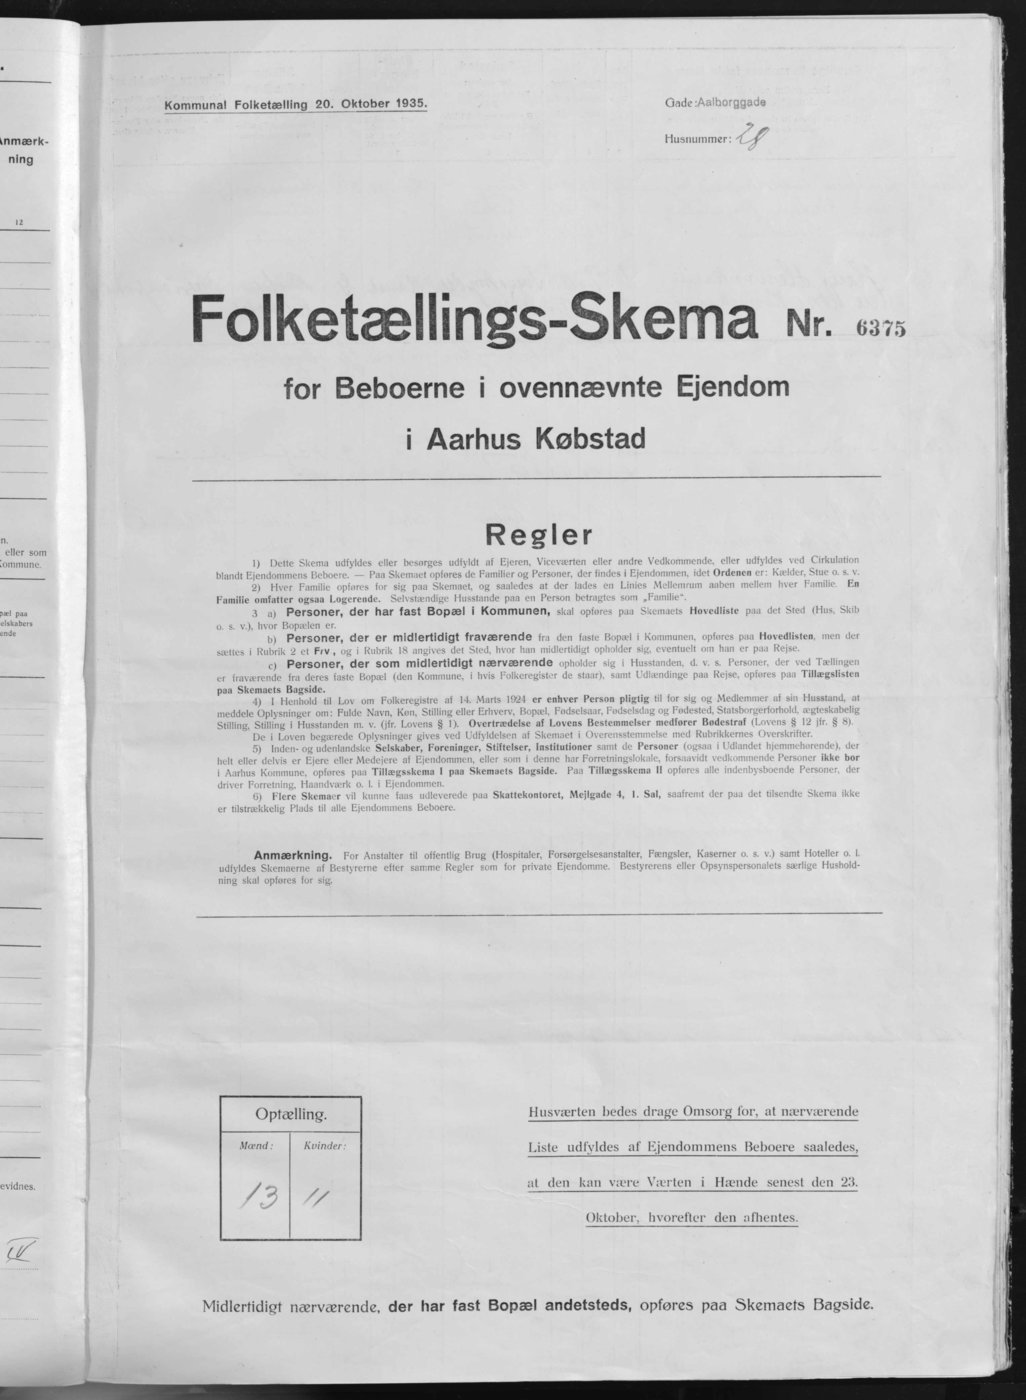 .
Anmærk-
ning
12
n.
eller som
Kommune.
pæl paa
elskabers
ende
evidnes.
IV
Kommunal Folketælling 20. Oktober 1935.
Gade: Aalborggade
Husnummer: 28
Folketællings-Skema Nr. 6375
for Beboerne i ovennævnte Ejendom
i Aarhus Købstad
Regler
1) Dette Skema udfyldes eller besørges udfyldt af Ejeren, Viceværten eller andre Vedkommende, eller udfyldes ved Cirkulation
blandt Ejendommens Beboere. — Paa Skemaet opføres de Familier og Personer, der findes i Ejendommen, idet Ordenen er: Kælder, Stue o. s. v.
2) Hver Familie opføres for sig paa Skemaet, og saaledes at der lades en Linies Mellemrum aaben mellem hver Familie. En
Familie omfatter ogsaa Logerende. Selvstændige Husstande paa en Person betragtes som „Familie“.
3 a) Personer, der har fast Bopæl i Kommunen, skal opføres paa Skemaets Hovedliste paa det Sted (Hus, Skib
o. s. v.), hvor Bopælen er.
b) Personer, der er midlertidigt fraværende fra den faste Bopæl i Kommunen, opføres paa Hovedlisten, men der
sættes i Rubrik 2 et Frv., og i Rubrik 18 angives det Sted, hvor han midlertidigt opholder sig, eventuelt om han er paa Rejse.
c) Personer, der som midlertidigt nærværende opholder sig i Husstanden, d. v. s. Personer, der ved Tællingen
er fraværende fra deres faste Bopæl (den Kommune, i hvis Folkeregister de staar), samt Udlændinge paa Rejse, opføres paa Tillægslisten
paa Skemaets Bagside.
4) I Henhold til Lov om Folkeregistre af 14. Marts 1924 er enhver Person pligtig til for sig og Medlemmer af sin Husstand, at
meddele Oplysninger om: Fulde Navn, Køn, Stilling eller Erhverv, Bopæl, Fødselsaar, Fødselsdag og Fødested, Statsborgerforhold, ægteskabelig
Stilling, Stilling i Husstanden m. v. (jfr. Lovens § 1). Overtrædelse af Lovens Bestemmelser medfører Bødestraf (Lovens § 12 jfr. § 8).
De i Loven begærede Oplysninger gives ved Udfyldelsen af Skemaet i Overensstemmelse med Rubrikkernes Overskrifter.
5) Inden- og udenlandske Selskaber, Foreninger, Stiftelser, Institutioner samt de Personer (ogsaa i Udlandet hjemmehørende), der
helt eller delvis er Ejere eller Medejere af Ejendommen, eller som i denne har Forretningslokale, forsaavidt vedkommende Personer ikke bor
i Aarhus Kommune, opføres paa Tillægsskema I paa Skemaets Bagside. Paa Tillægsskema II opføres alle indenbysboende Personer, der
driver Forretning, Haandværk o. l. i Ejendommen.
6) Flere Skemaer vil kunne faas udleverede paa Skattekontoret, Mejlgade 4, 1. Sal, saafremt der paa det tilsendte Skema ikke
er tilstrækkelig Plads til alle Ejendommens Beboere.
Anmærkning. For Anstalter til offentlig Brug (Hospitaler, Forsørgelsesanstalter, Fængsler, Kaserner o. s. v.) samt Hoteller o. l.
udfyldes Skemaerne af Bestyrerne efter samme Regler som for private Ejendomme. Bestyrerens eller Opsynspersonalets særlige Hushold-
ning skal opføres for sig.
Optælling.
Mænd: Kvinder:
13 11
Husværten bedes drage Omsorg for, at nærværende
Liste udfyldes af Ejendommens Beboere saaledes,
at den kan være Værten i Hænde senest den 23.
Oktober, hvorefter den afhentes.
Midlertidigt nærværende, der har fast Bopæl andetsteds, opføres paa Skemaets Bagside.